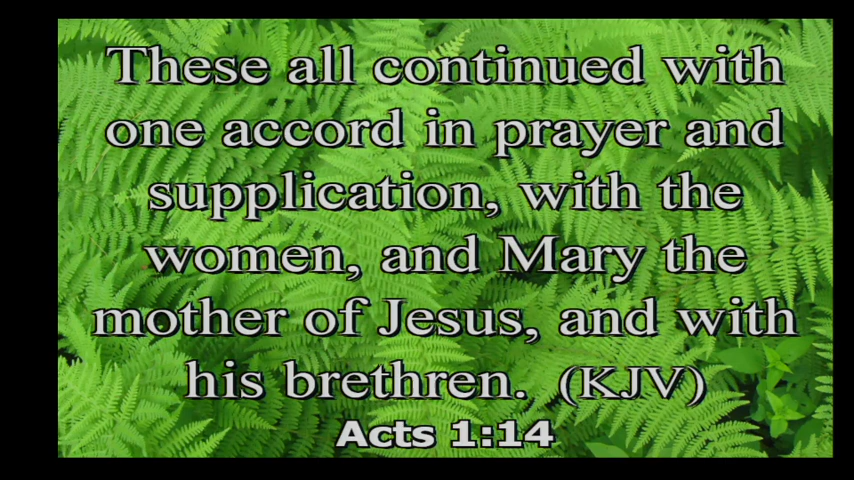 These all continued with
one accord in prayer and
supplication, with the
women, and Mary the
mother of Jesus, and with
his brethren. (KJV)
Acts 1:14